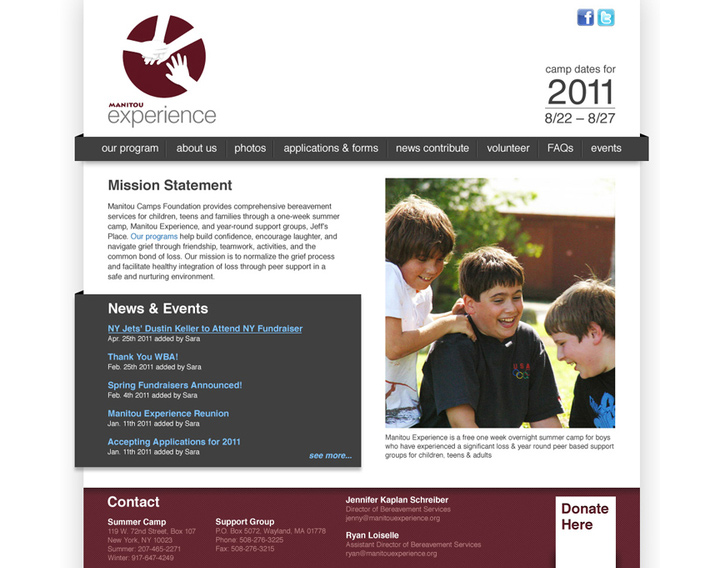 camp dates for
2011
8/22 – 8/27
MANITOU
experience
our program
about us
photos
applications & forms
news contribute
volunteer
FAQs
events
Mission Statement
Manitou Camps Foundation provides comprehensive bereavement
services for children, teens and families through a one-week summer
camp, Manitou Experience, and year-round support groups, Jeff's
Place. Our programs help build confidence, encourage laughter, and
navigate grief through friendship, teamwork, activities, and the
common bond of loss. Our mission is to normalize the grief process
and facilitate healthy integration of loss through peer support in a
safe and nurturing environment.
News & Events
NY Jets' Dustin Keller to Attend NY Fundraiser
Apr. 25th 2011 added by Sara
Thank You WBA!
Feb. 25th 2011 added by Sara
Spring Fundraisers Announced!
Feb. 4th 2011 added by Sara
Manitou Experience Reunion
Jan. 11th 2011 added by Sara
Accepting Applications for 2011
Jan. 11th 2011 added by Sara
see more...
USA
Manitou Experience is a free one week overnight summer camp for boys
who have experienced a significant loss & year round peer based support
groups for children, teens & adults
Contact
Summer Camp
119 W. 72nd Street, Box 107
New York, NY 10023
Summer: 207-465-2271
Winter: 917-647-4249
Support Group
P.O. Box 5072, Wayland, MA 01778
Phone: 508-276-3225
Fax: 508-276-3215
Jennifer Kaplan Schreiber
Director of Bereavement Services
jenny@manitouexperience.org
Ryan Loiselle
Assistant Director of Bereavement Services
ryan@manitouexperience.org
Donate
Here